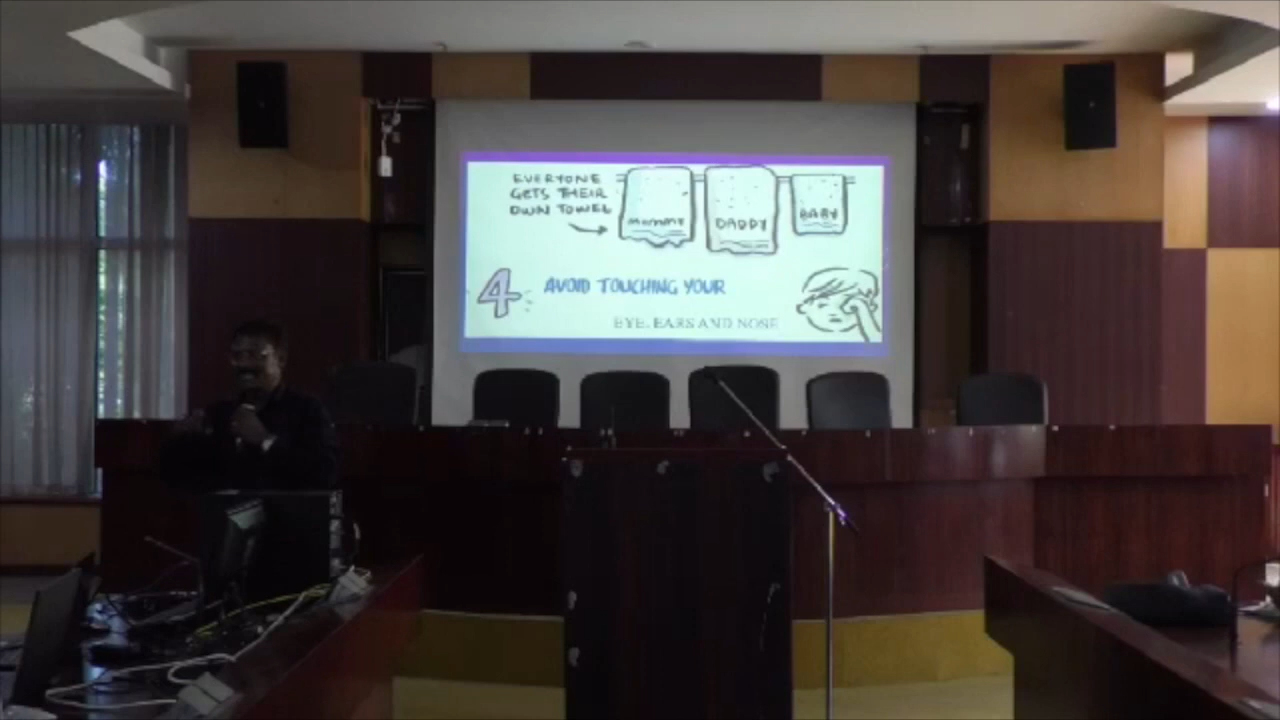 EVERYONE
GETS THEIR
OWN TOWEL
MOMMY
DADDY
BABY
4 AVOID TOUCHING YOUR
EYE, EARS AND NOSE